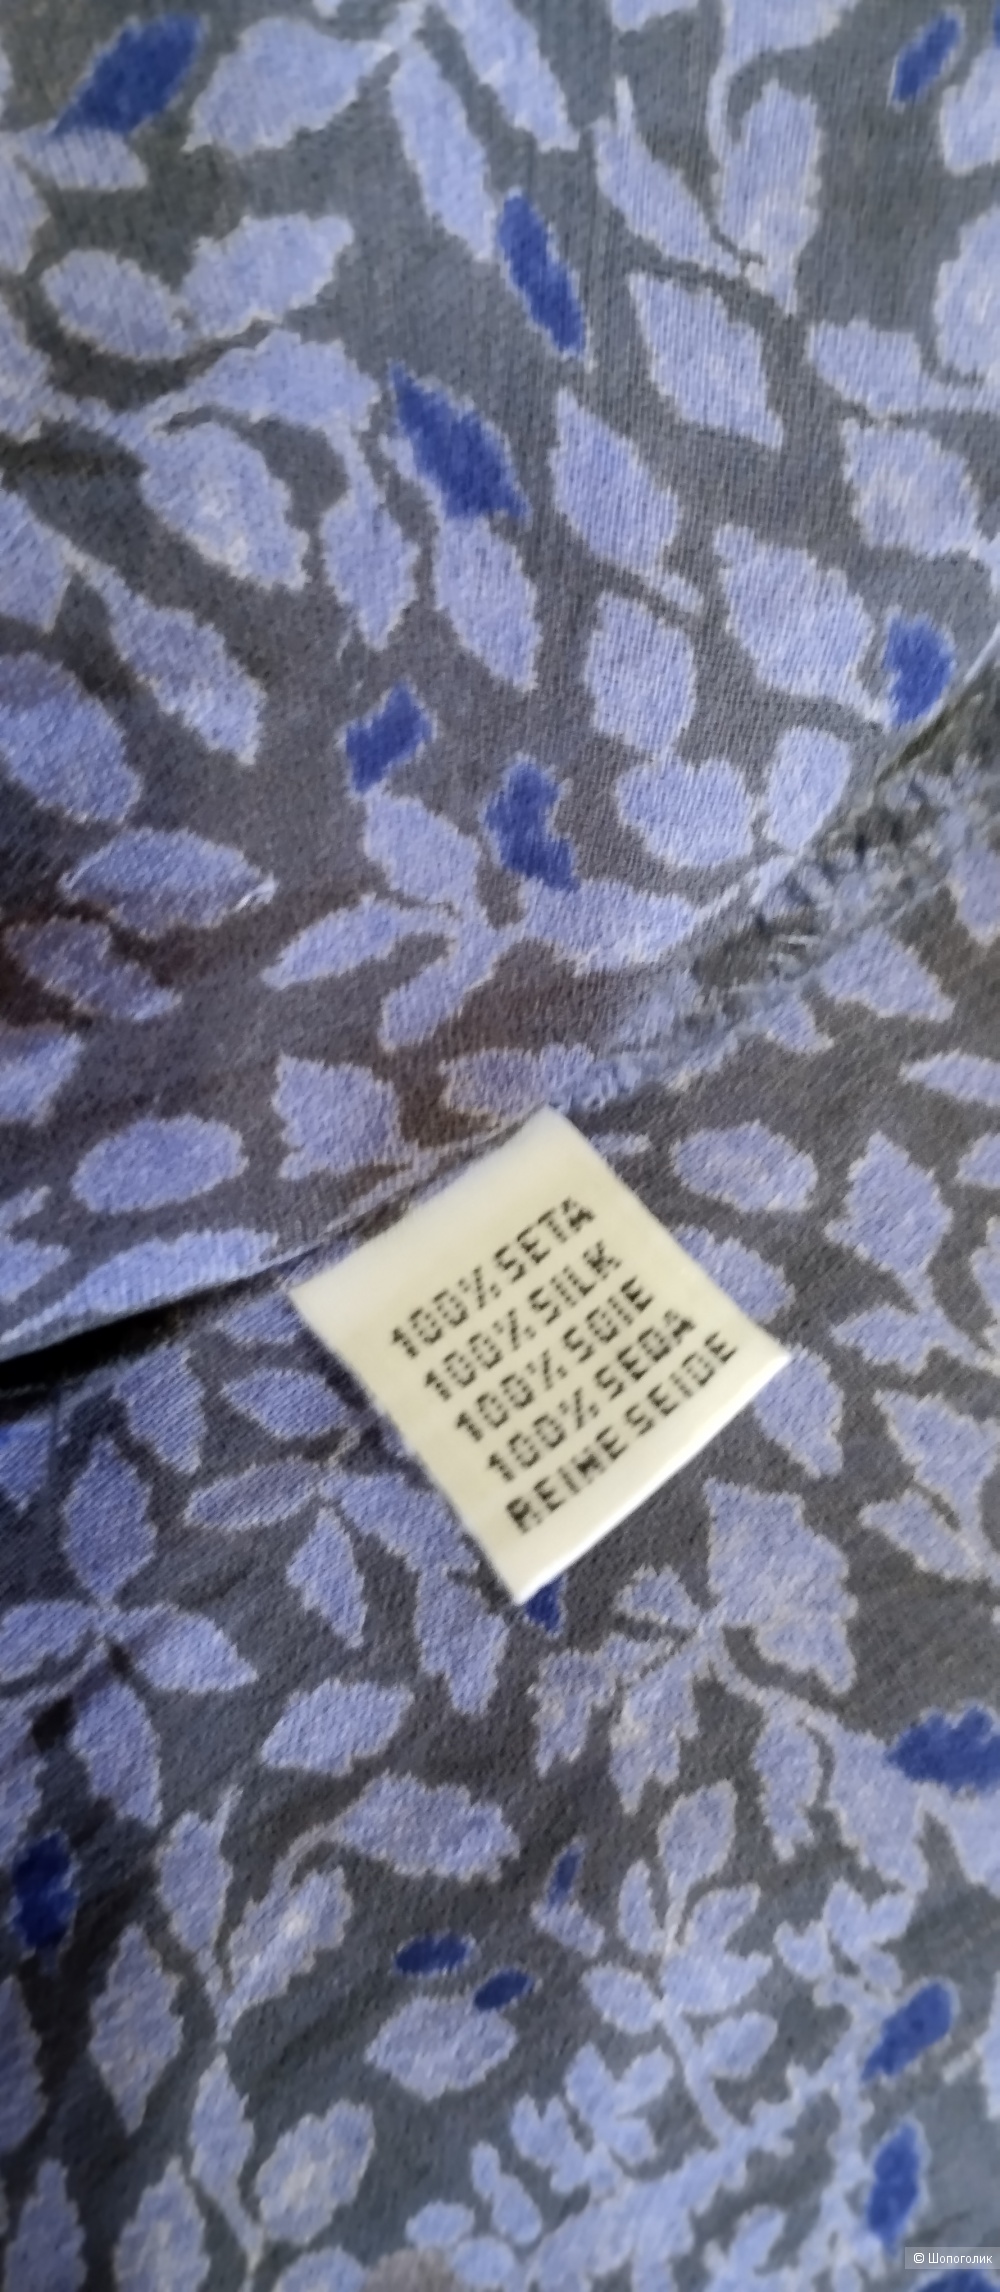 100% SETA
100% SILK
100% SOIE
100% SEDA
REINE SEIDE
© Шопоголик